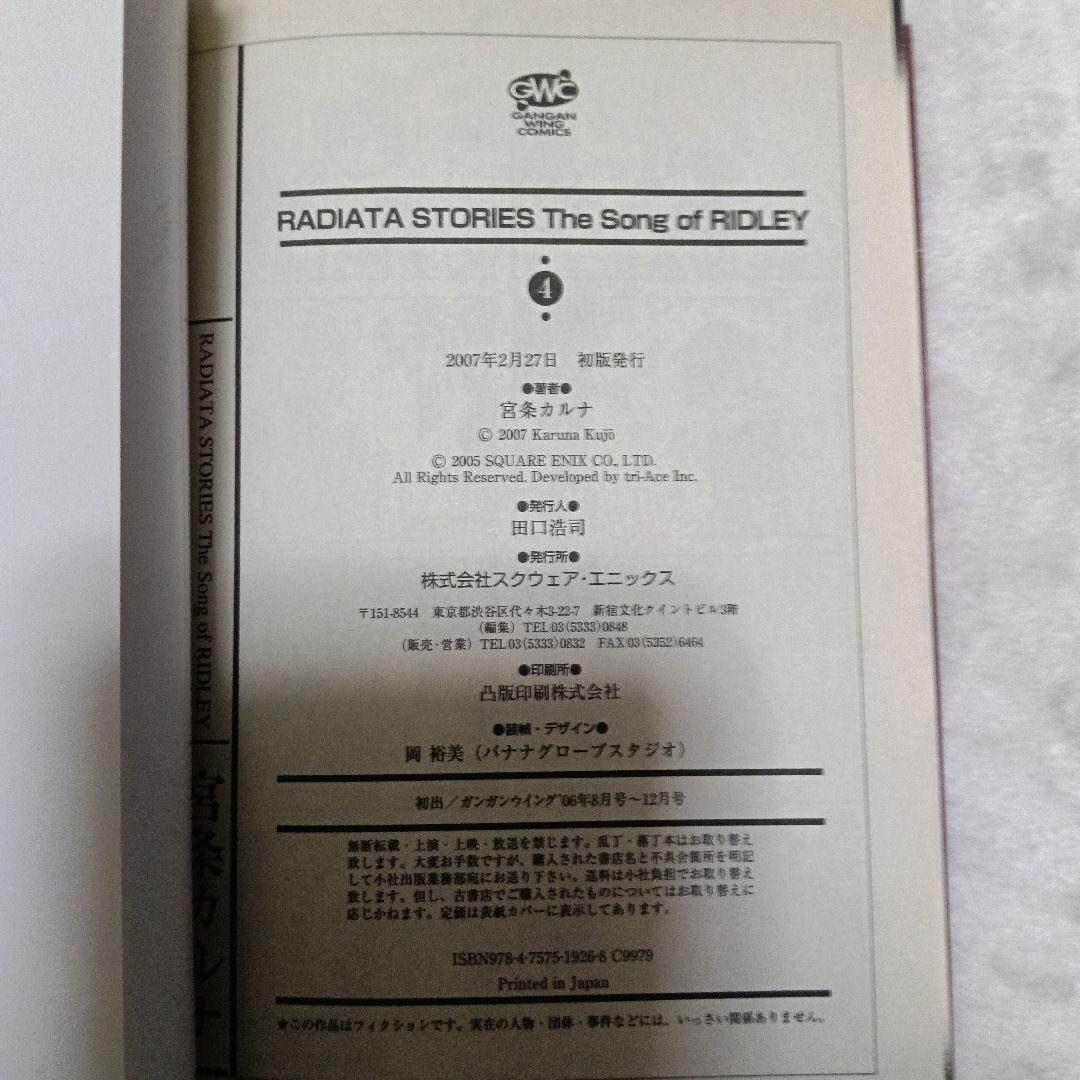 GWC
GANGAN
WING
COMICS
RADIATA STORIES The Song of RIDLEY
4
2007年2月27日 初版発行
●著者●
宮条カルナ
© 2007 Karuna Kujō
© 2005 SQUARE ENIX CO., LTD.
All Rights Reserved. Developed by tri-Ace Inc.
●発行人●
田口浩司
●発行所●
株式会社スクウェア・エニックス
〒151-8544 東京都渋谷区代々木3-22-7 新宿文化クイントビル3階
(編集) TEL 03(5333)0848
(販売・営業) TEL 03(5333)0832 FAX 03(5352)6464
●印刷所●
凸版印刷株式会社
●装幀・デザイン●
岡 裕美(バナナグローブスタジオ)
初出/ガンガンウイング'06年8月号〜12月号
無断転載・上演・上映・放送を禁じます。乱丁・落丁本はお取り替え
致します。大変お手数ですが、購入された書店名と不具合箇所を明記
して小社出版業務部宛にお送り下さい。送料は小社負担でお取り替え
致します。但し、古書店でご購入されたものについてはお取り替えに
応じかねます。定価は表紙カバーに表示してあります。
ISBN978-4-7575-1926-8 C9979
Printed in Japan
★この作品はフィクションです。実在の人物・団体・事件などには、いっさい関係ありません。
RADIATA STORIES The Song of RIDLEY
宮条カルナ